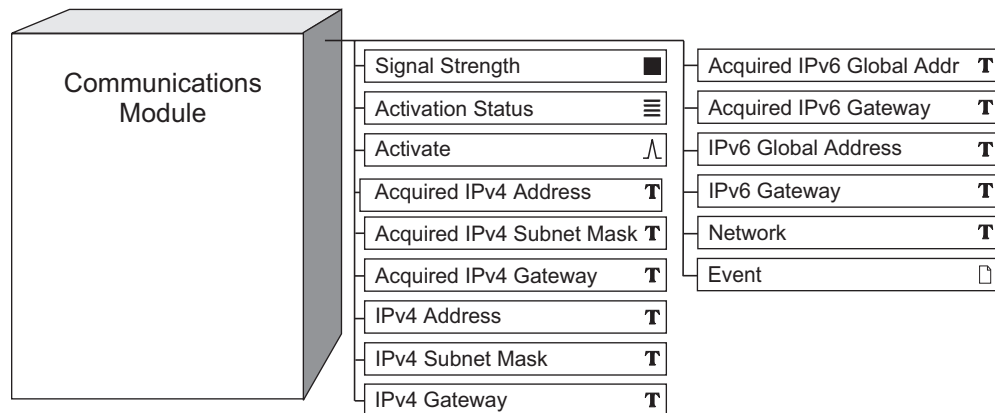 Communications
Module
Signal Strength
Activation Status
Activate
Acquired IPv4 Address T
Acquired IPv4 Subnet Mask T
Acquired IPv4 Gateway T
IPv4 Address T
IPv4 Subnet Mask T
IPv4 Gateway T
Acquired IPv6 Global Addr T
Acquired IPv6 Gateway T
IPv6 Global Address T
IPv6 Gateway T
Network T
Event